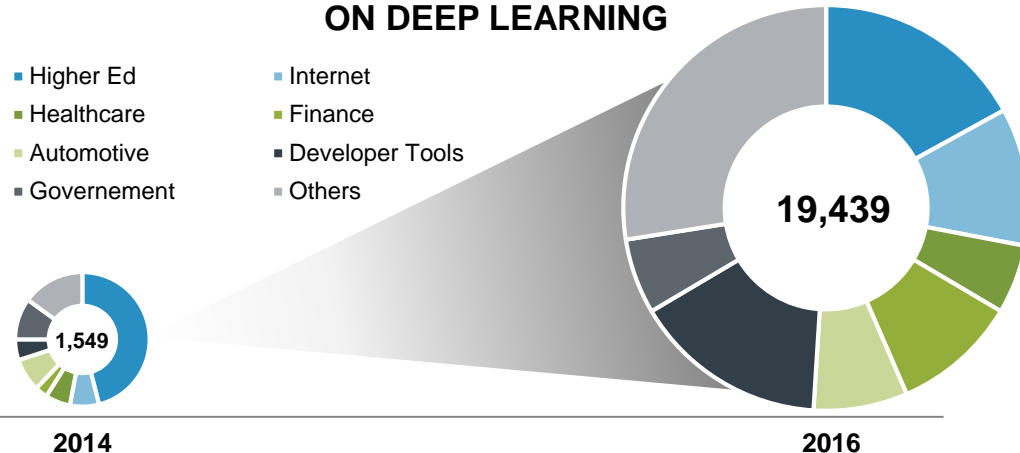 ON DEEP LEARNING
Higher Ed
Internet
Healthcare
Finance
Automotive
Developer Tools
Governement
Others
19,439
1,549
2014
2016